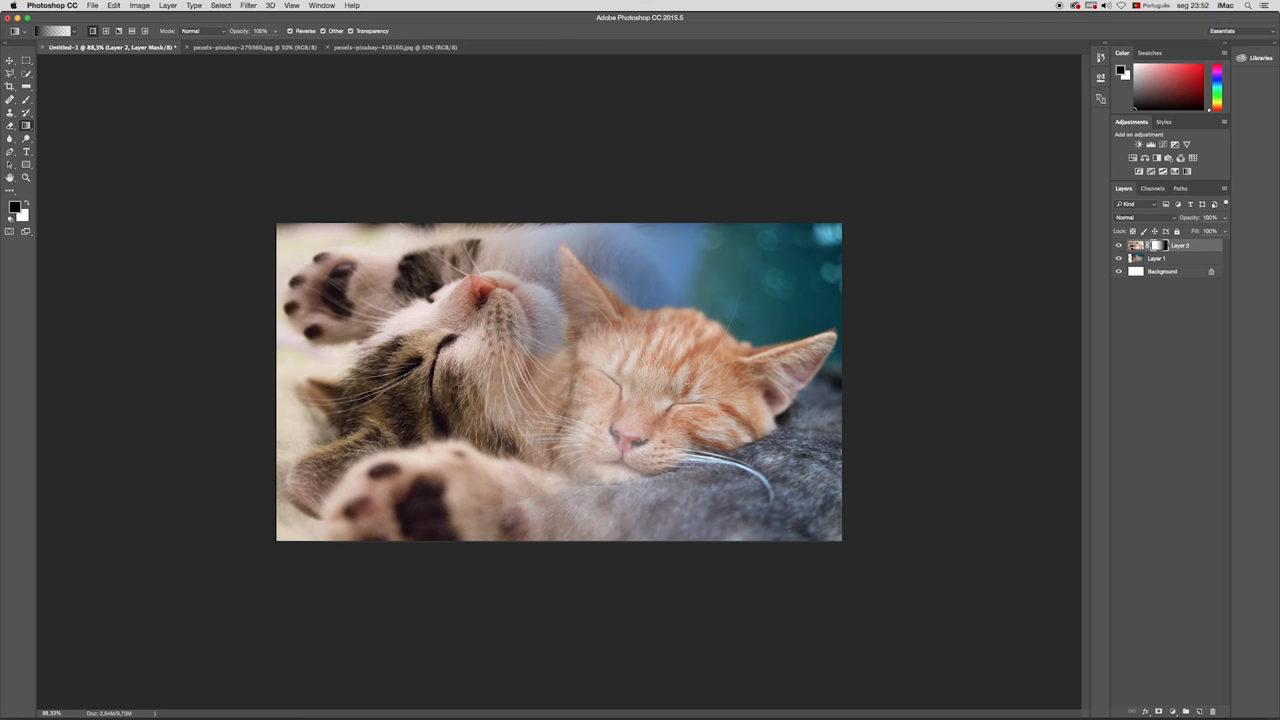 Photoshop CC File Edit Image Layer Type Select Filter 3D View Window Help Português seg 23:52 iMac
Adobe Photoshop CC 2015.5
Mode: Normal Opacity: 100% Reverse Dither Transparency Essentials
Untitled-1 @ 88,3% (Layer 2, Layer Mask/8) * pexels-pixabay-279360.jpg @ 50% (RGB/8) pexels-pixabay-416160.jpg @ 50% (RGB/8)
Color Swatches
Libraries
Adjustments Styles
Add an adjustment
Layers Channels Paths
Kind
Normal Opacity: 100%
Lock: Fill: 100%
Layer 2
Layer 1
Background
88.33% Doc: 2,64M/9,73M